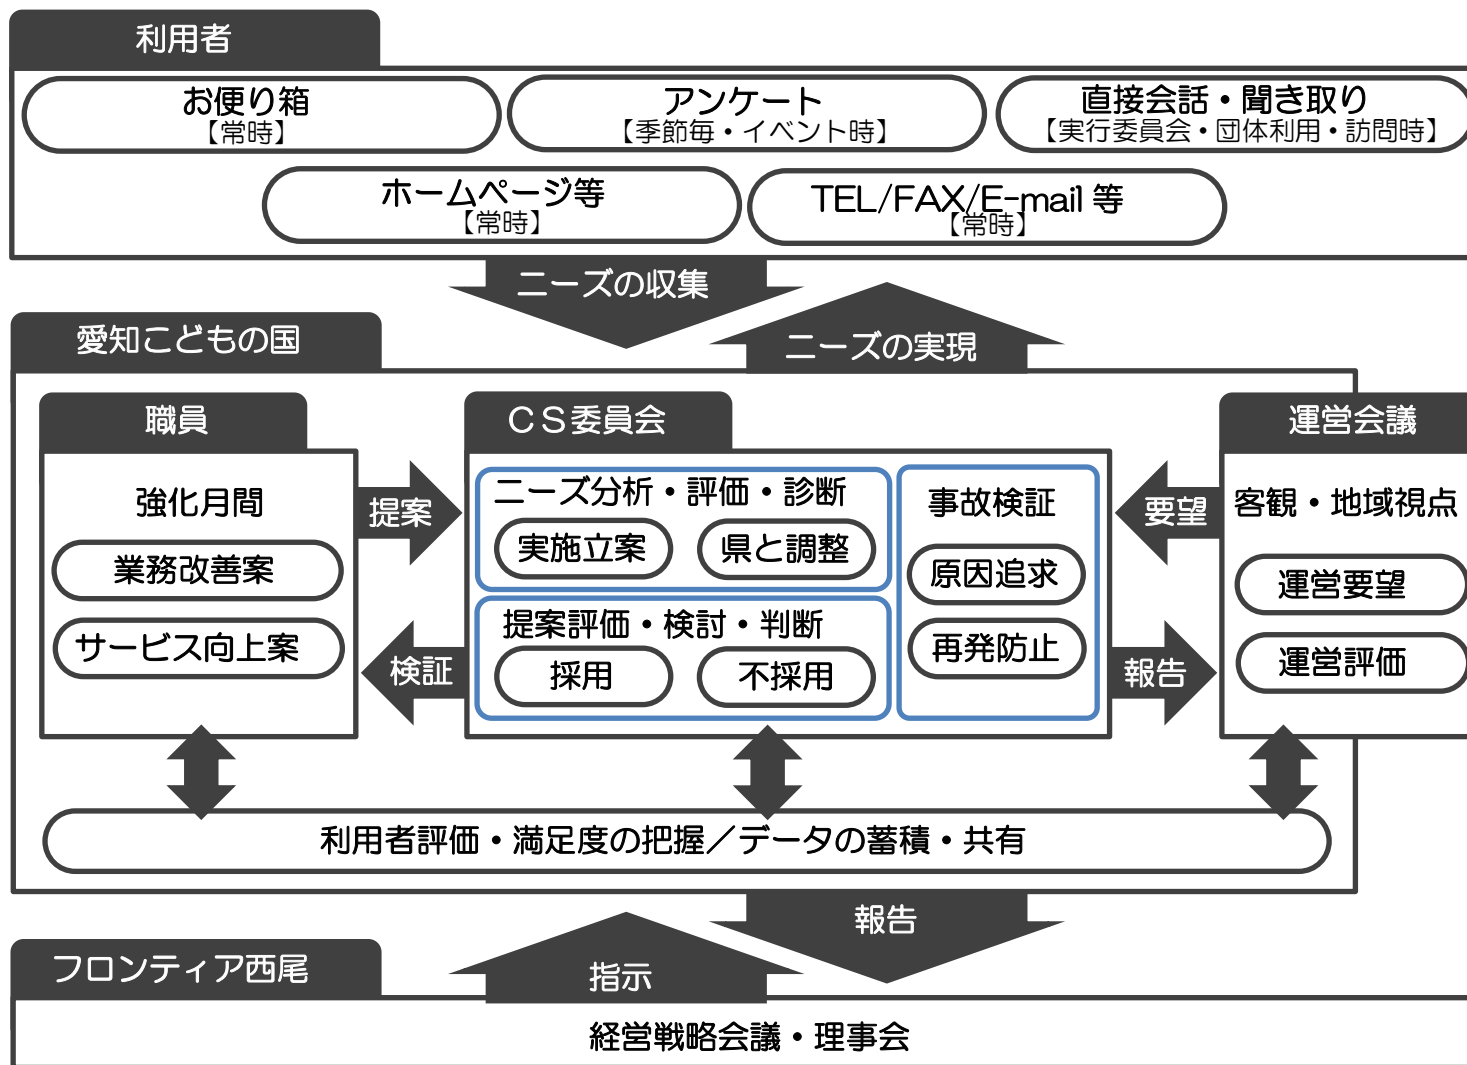 利用者
お便り箱
【常時】
アンケート
【季節毎・イベント時】
直接会話・聞き取り
【実行委員会・団体利用・訪問時】
ホームページ等
【常時】
TEL/FAX/E-mail 等
【常時】
ニーズの収集
ニーズの実現
愛知こどもの国
職員
強化月間
業務改善案
サービス向上案
提案
検証
ＣＳ委員会
ニーズ分析・評価・診断
実施立案
県と調整
提案評価・検討・判断
採用
不採用
事故検証
原因追求
再発防止
要望
報告
運営会議
客観・地域視点
運営要望
運営評価
利用者評価・満足度の把握／データの蓄積・共有
報告
指示
フロンティア西尾
経営戦略会議・理事会